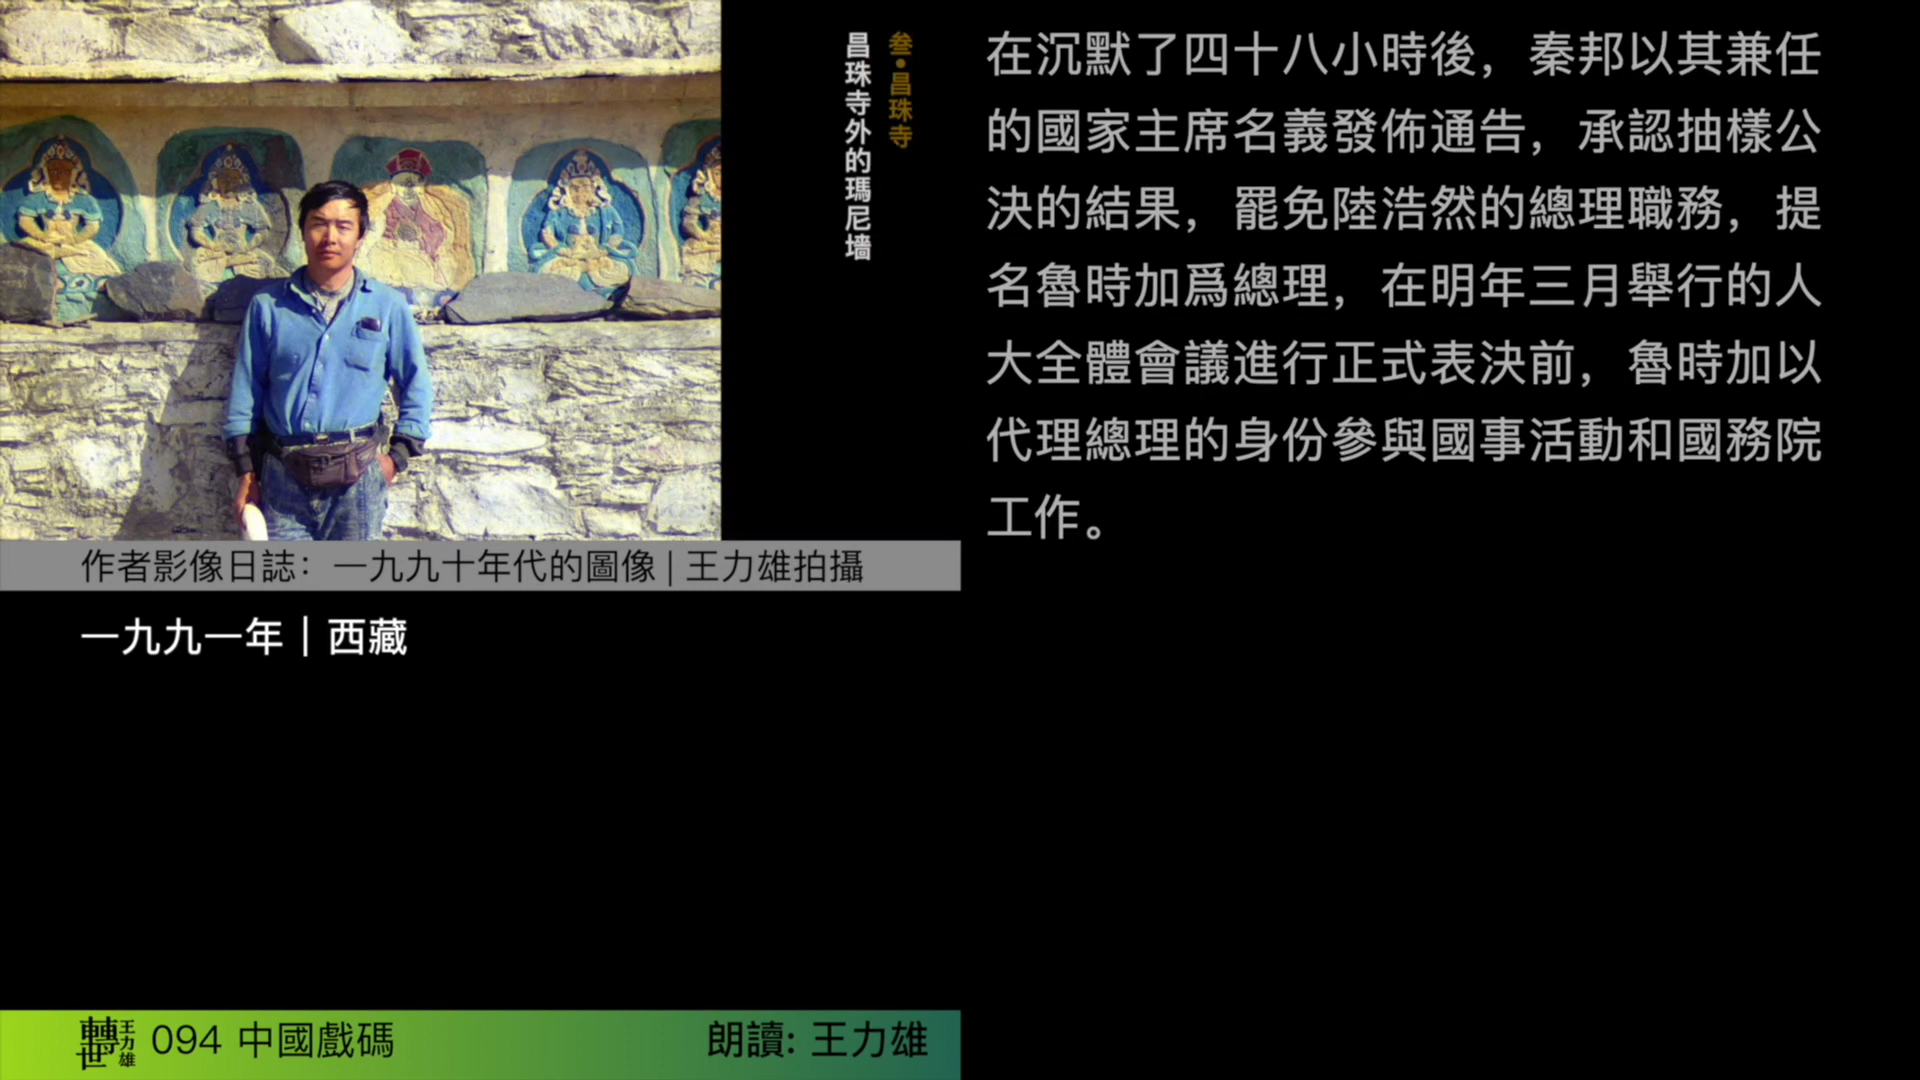 叁·昌珠寺
昌珠寺外的瑪尼墻
在沉默了四十八小時後，秦邦以其兼任
的國家主席名義發佈通告，承認抽樣公
決的結果，罷免陸浩然的總理職務，提
名魯時加爲總理，在明年三月舉行的人
大全體會議進行正式表決前，魯時加以
代理總理的身份參與國事活動和國務院
工作。
作者影像日誌：一九九十年代的圖像 | 王力雄拍攝
一九九一年｜西藏
轉世 王力雄 094 中國戲碼 朗讀: 王力雄